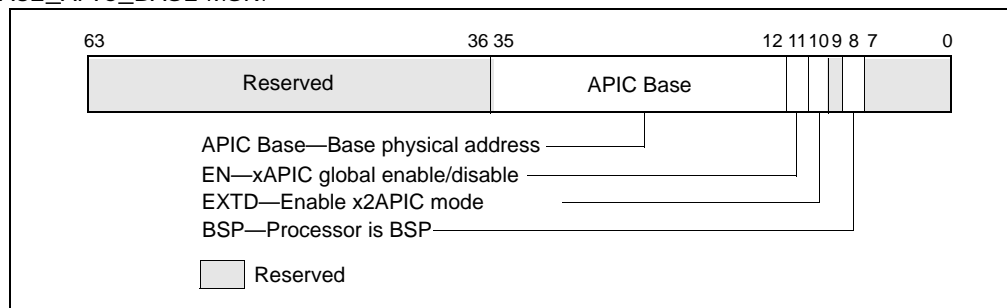 63 36 35 12 11 10 9 8 7 0
Reserved APIC Base
APIC Base—Base physical address
EN—xAPIC global enable/disable
EXTD—Enable x2APIC mode
BSP—Processor is BSP
Reserved